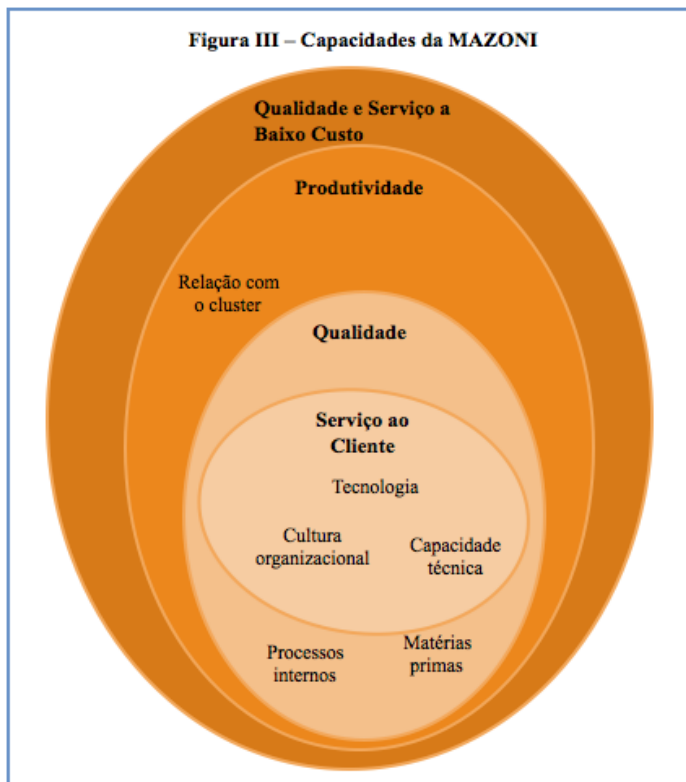 Figura III – Capacidades da MAZONI
Qualidade e Serviço a
Baixo Custo
Produtividade
Relação com
o cluster
Qualidade
Serviço ao
Cliente
Tecnologia
Cultura
organizacional
Capacidade
técnica
Processos
internos
Matérias
primas